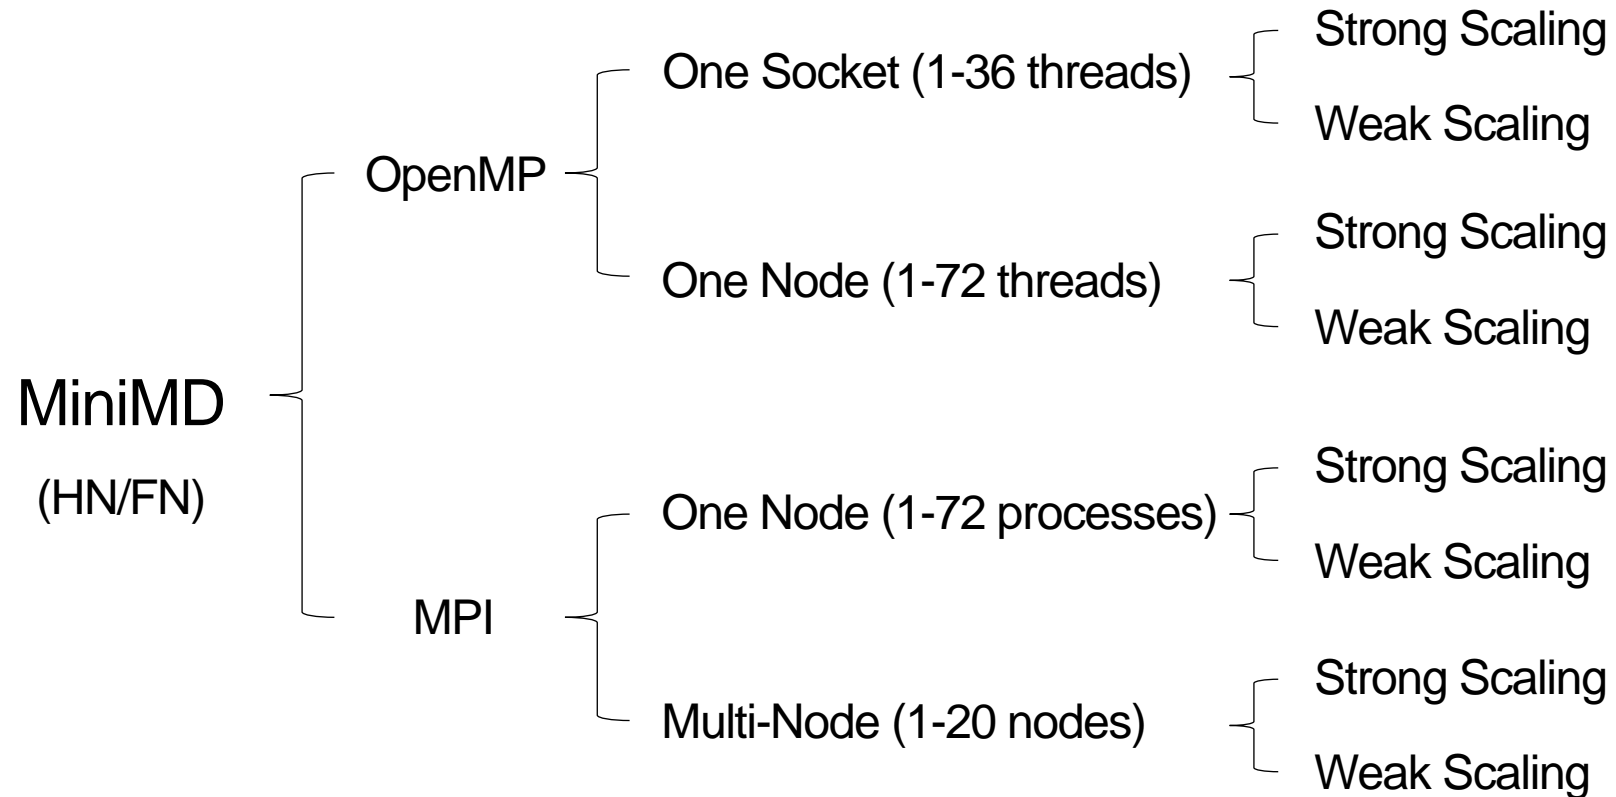 Strong Scaling
One Socket (1-36 threads)
Weak Scaling
OpenMP
Strong Scaling
One Node (1-72 threads)
Weak Scaling
MiniMD
(HN/FN)
Strong Scaling
One Node (1-72 processes)
Weak Scaling
MPI
Strong Scaling
Multi-Node (1-20 nodes)
Weak Scaling